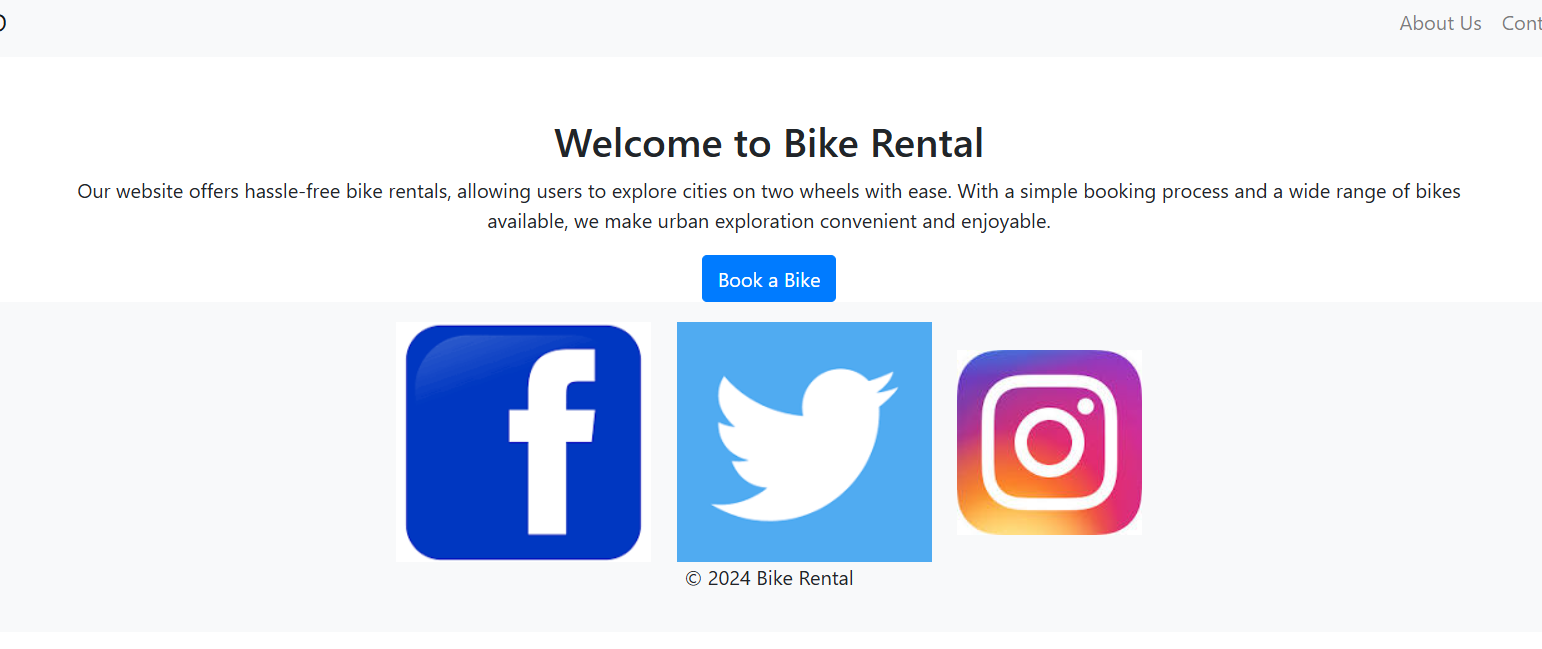 About Us
Welcome to Bike Rental
Our website offers hassle-free bike rentals, allowing users to explore cities on two wheels with ease. With a simple booking process and a wide range of bikes
available, we make urban exploration convenient and enjoyable.
Book a Bike
f
© 2024 Bike Rental